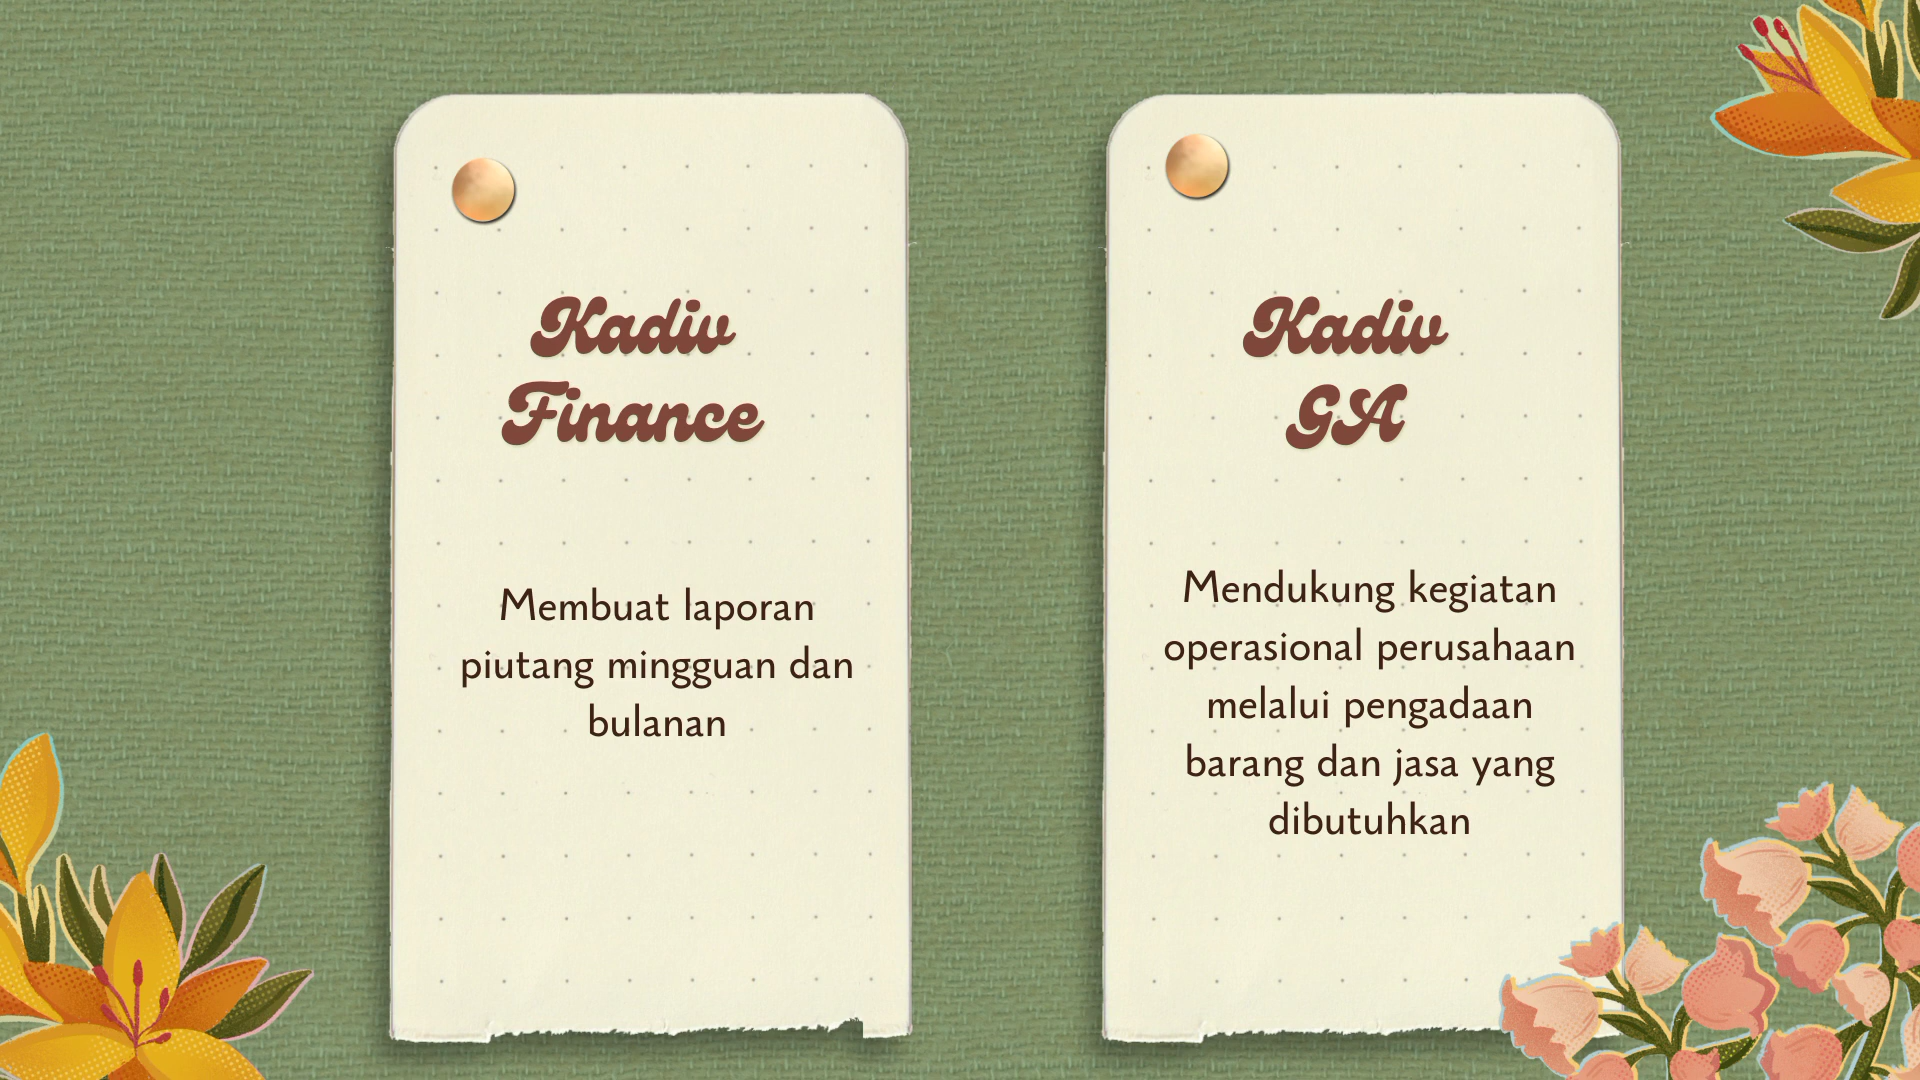 Kadiv
Finance
Membuat laporan
piutang mingguan dan
bulanan
Kadiv
GA
Mendukung kegiatan
operasional perusahaan
melalui pengadaan
barang dan jasa yang
dibutuhkan